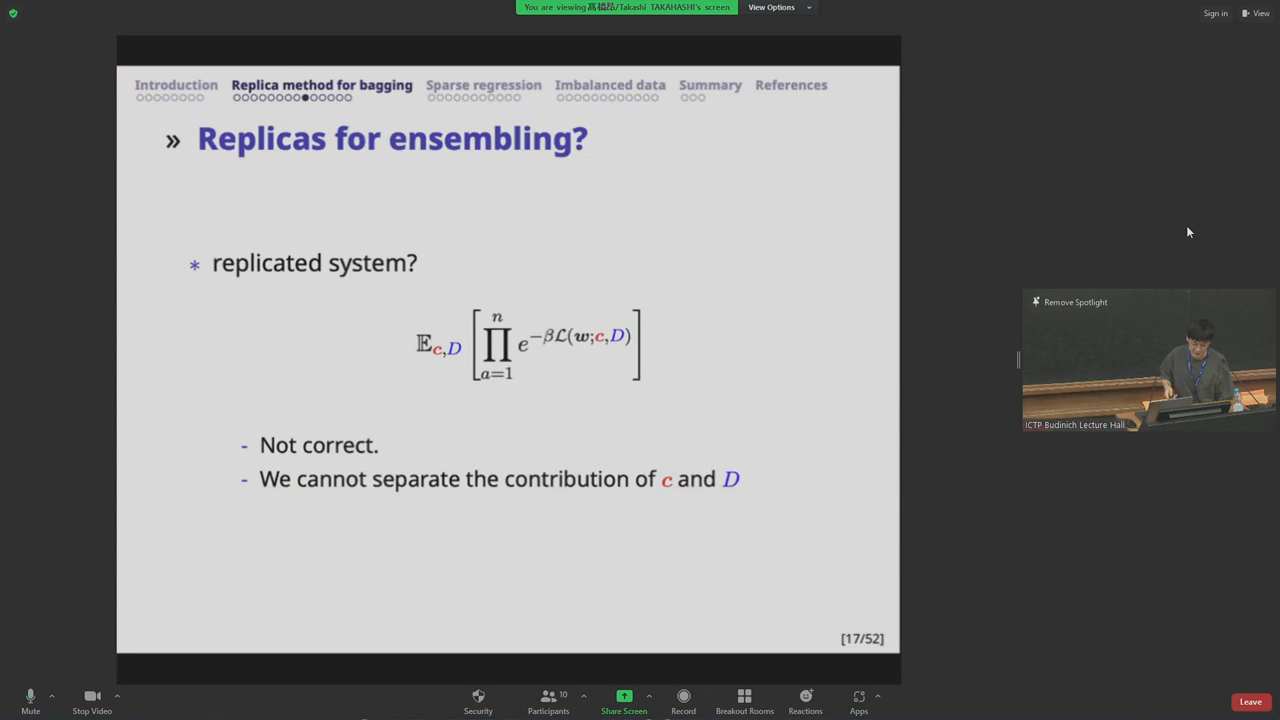 You are viewing 髙橋昂/Takashi TAKAHASHI's screen
View Options
Sign in
View
Introduction
Replica method for bagging
Sparse regression
Imbalanced data
Summary
References
» Replicas for ensembling?
* replicated system?
𝔼_{c,D} [ ∏_{a=1}^{n} e^{−βℒ(w;c,D)} ]
- Not correct.
- We cannot separate the contribution of c and D
[17/52]
Remove Spotlight
ICTP Budinich Lecture Hall
Mute
Stop Video
Security
Participants
10
Share Screen
Record
Breakout Rooms
Reactions
Apps
Leave